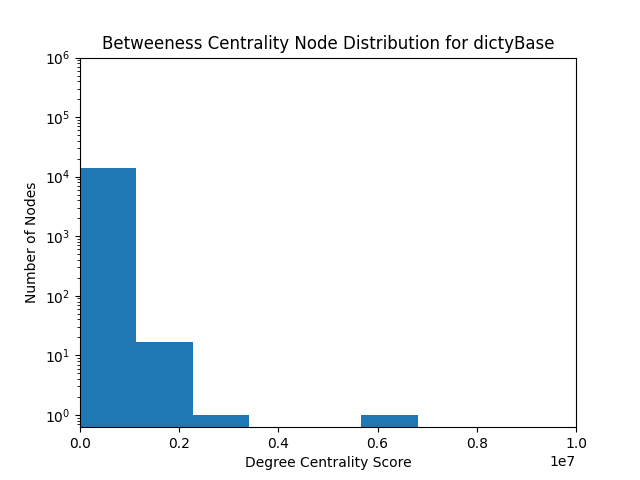 Betweeness Centrality Node Distribution for dictyBase
10^6
10^5
10^4
10^3
10^2
10^1
10^0
Number of Nodes
0.0 0.2 0.4 0.6 0.8 1.0
1e7
Degree Centrality Score